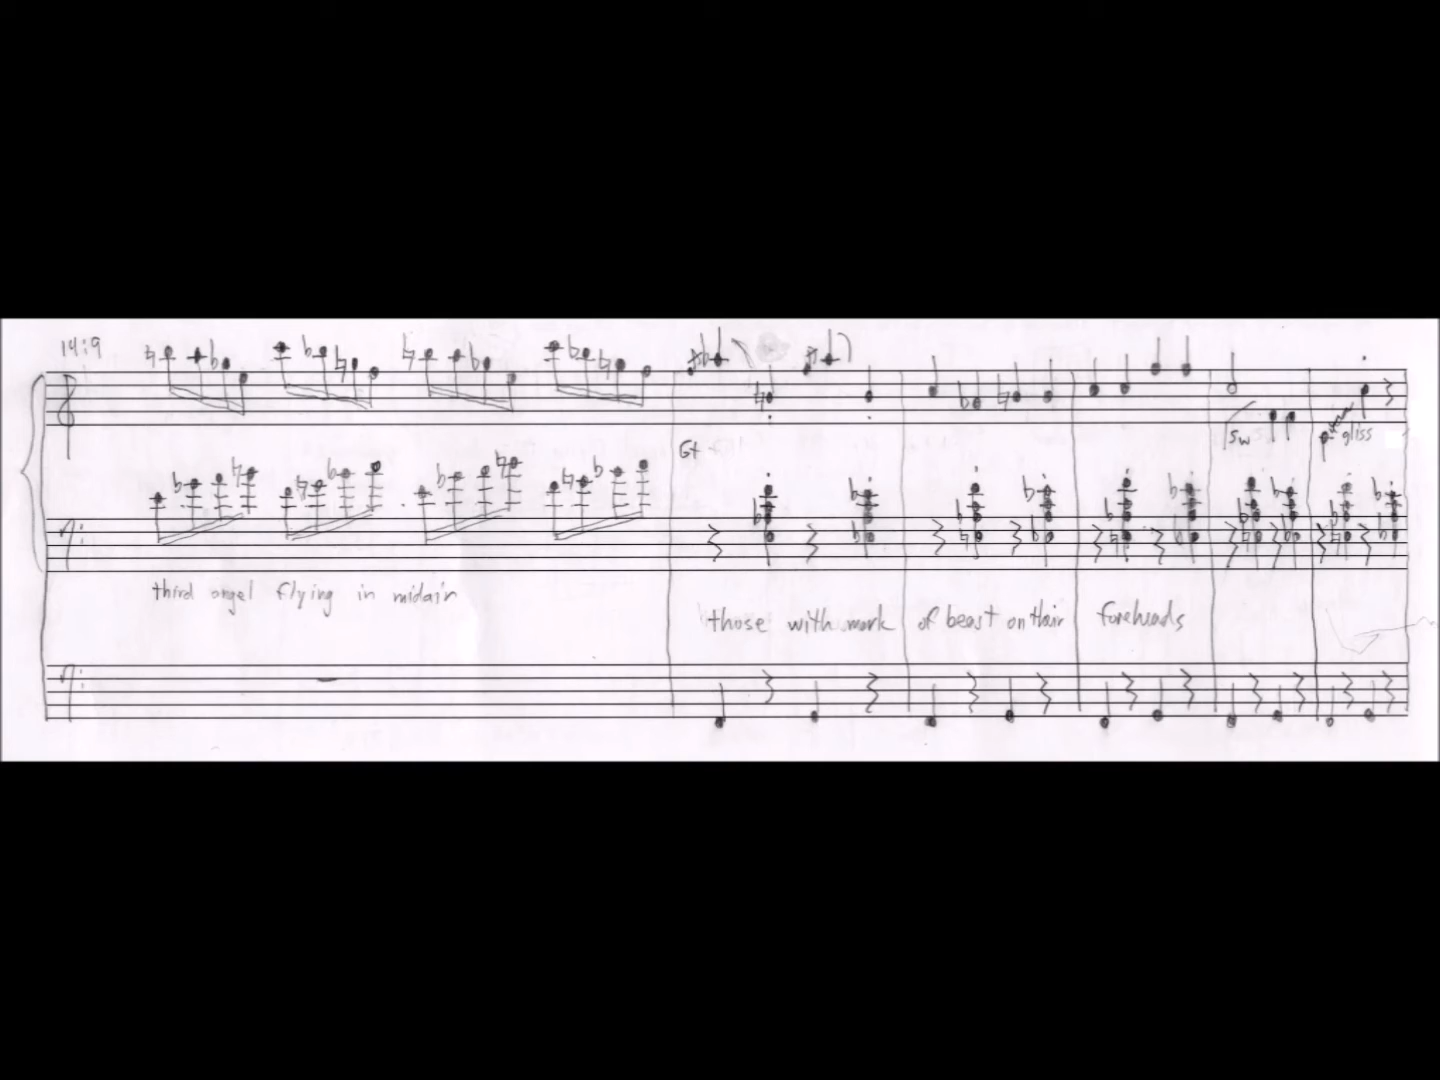 14:9
Gt
Sw
gliss
third angel flying in midair
those with mark of beast on their foreheads